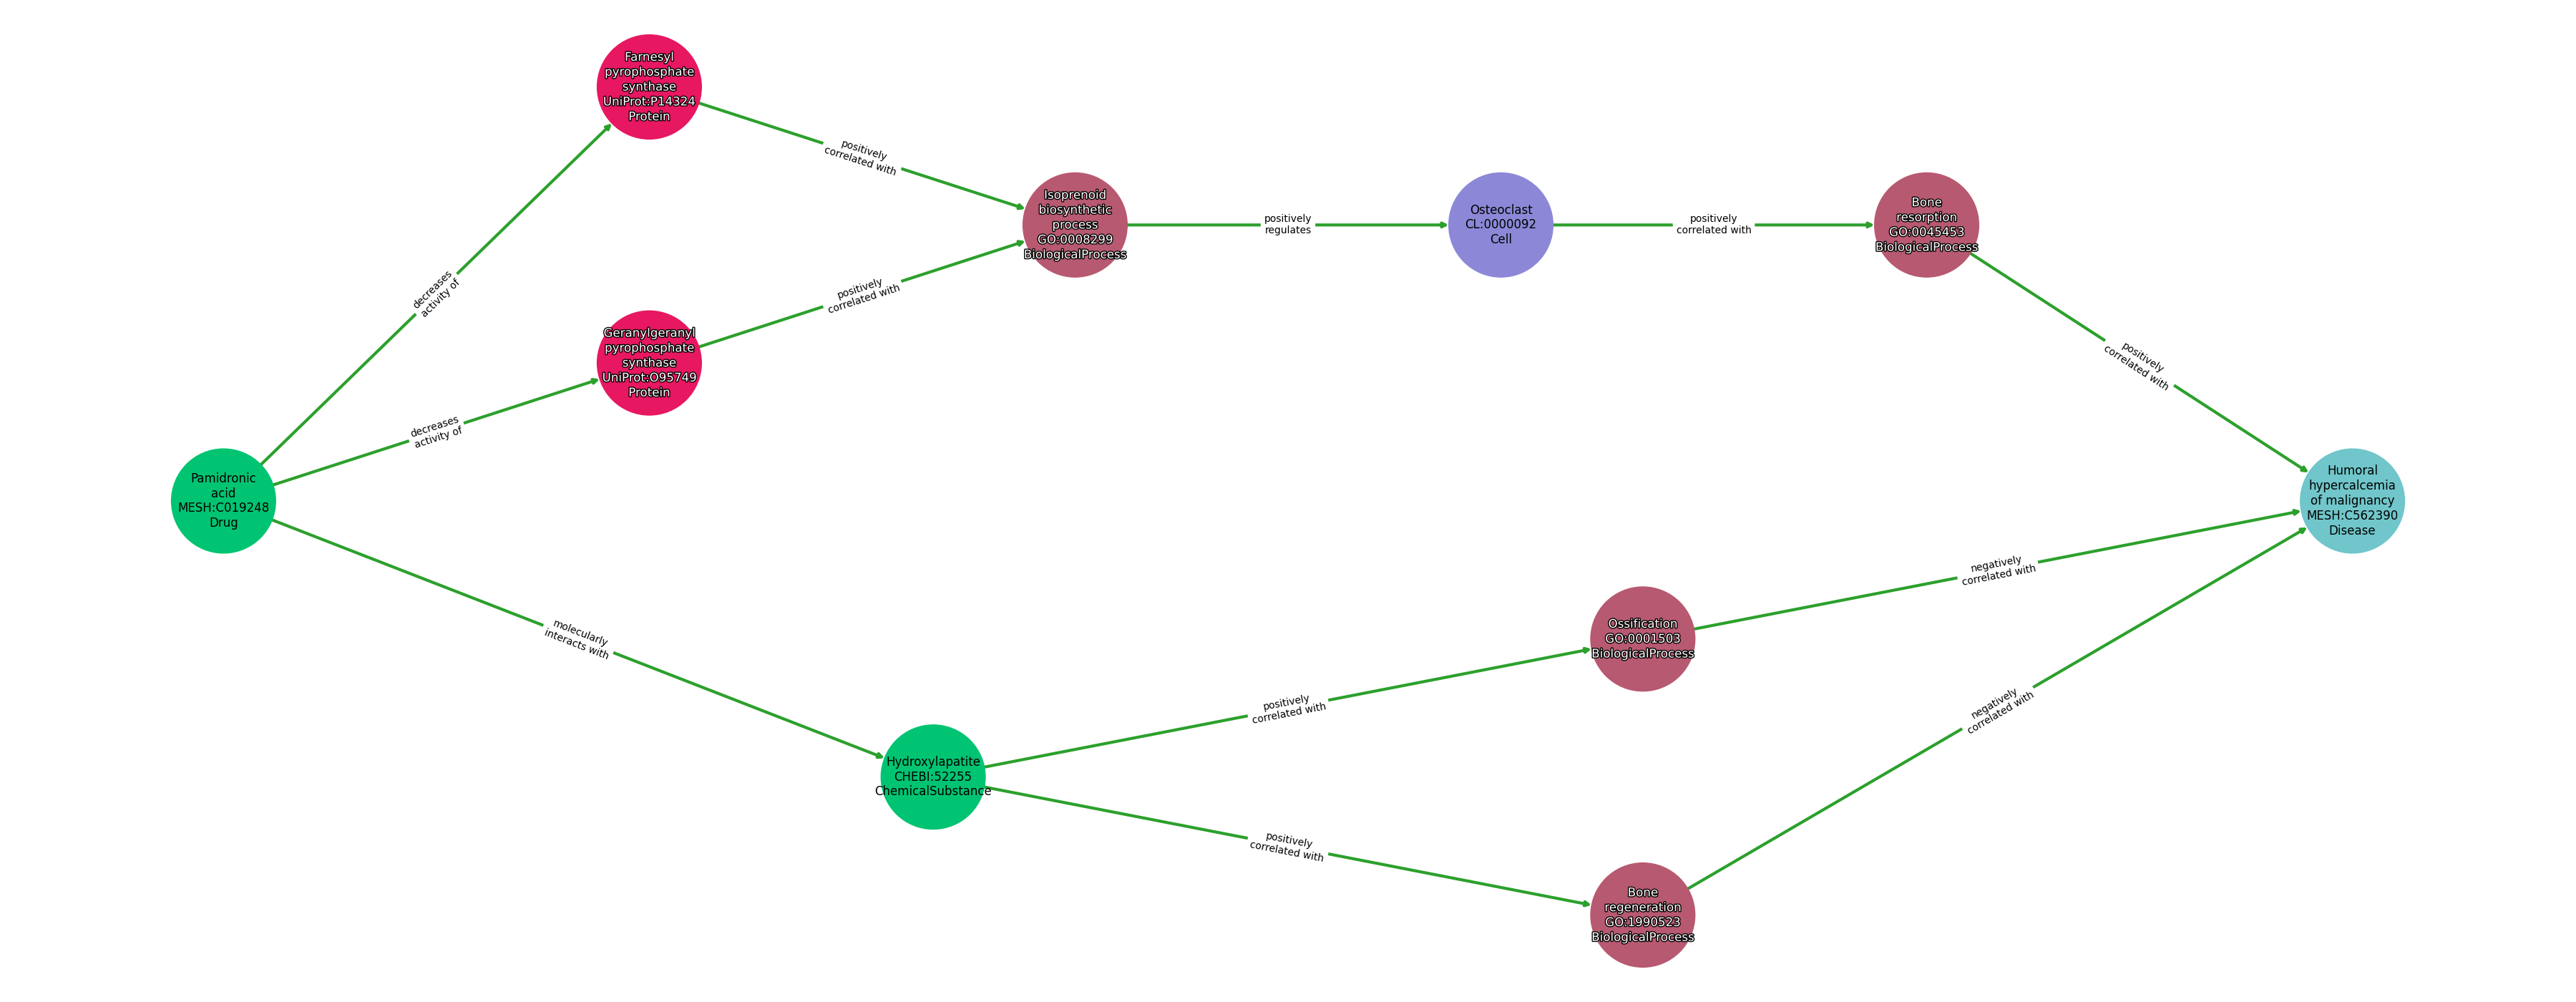 Farnesyl
pyrophosphate
synthase
UniProt:P14324
Protein
positively
correlated with
Isoprenoid
biosynthetic
process
GO:0008299
BiologicalProcess
positively
regulates
Osteoclast
CL:0000092
Cell
positively
correlated with
Bone
resorption
GO:0045453
BiologicalProcess
decreases
activity of
positively
correlated with
Geranylgeranyl
pyrophosphate
synthase
UniProt:O95749
Protein
positively
correlated with
decreases
activity of
Pamidronic
acid
MESH:C019248
Drug
Humoral
hypercalcemia
of malignancy
MESH:C562390
Disease
molecularly
interacts with
negatively
correlated with
Ossification
GO:0001503
BiologicalProcess
positively
correlated with
negatively
correlated with
Hydroxylapatite
CHEBI:52255
ChemicalSubstance
positively
correlated with
Bone
regeneration
GO:1990523
BiologicalProcess